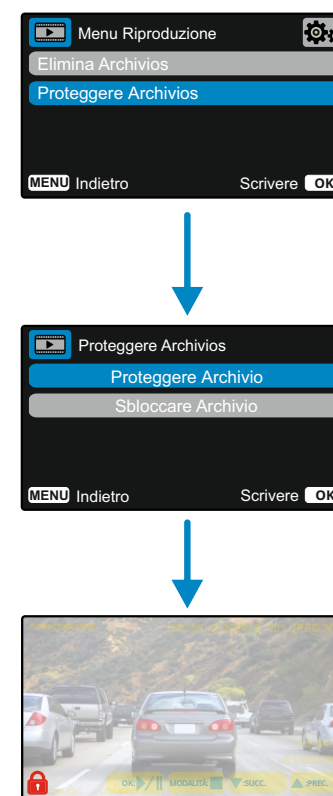 Menu Riproduzione
Elimina Archivios
Proteggere Archivios
MENU Indietro Scrivere OK
Proteggere Archivios
Proteggere Archivio
Sbloccare Archivio
MENU Indietro Scrivere OK
OK: / MODALITÀ: :SUCC. :PREC.